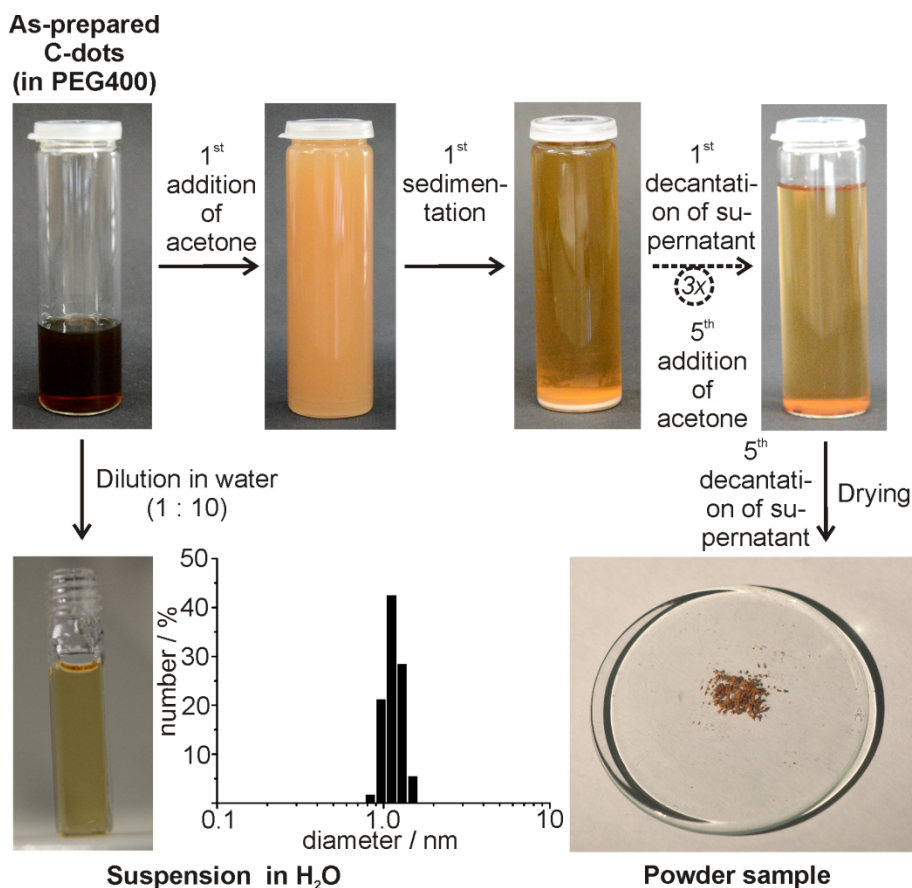 As-prepared
C-dots
(in PEG400)
1st
addition
of
acetone
1st
sedimen-
tation
1st
decantati-
on of su-
pernatant
3x
5th
addition
of
acetone
Dilution in water
(1 : 10)
5th
decantati-
on of su-
pernatant
Drying
number / %
50
40
30
20
10
0.1
1.0
10
diameter / nm
Suspension in H₂O
Powder sample